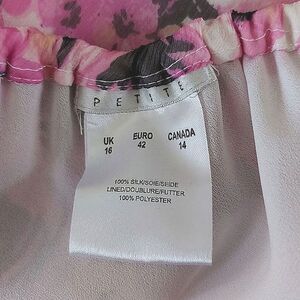 PETITE
UK EURO CANADA
16 42 14
100% SILK/SOIE/SEIDE
LINED/DOUBLURE/FUTTER
100% POLYESTER